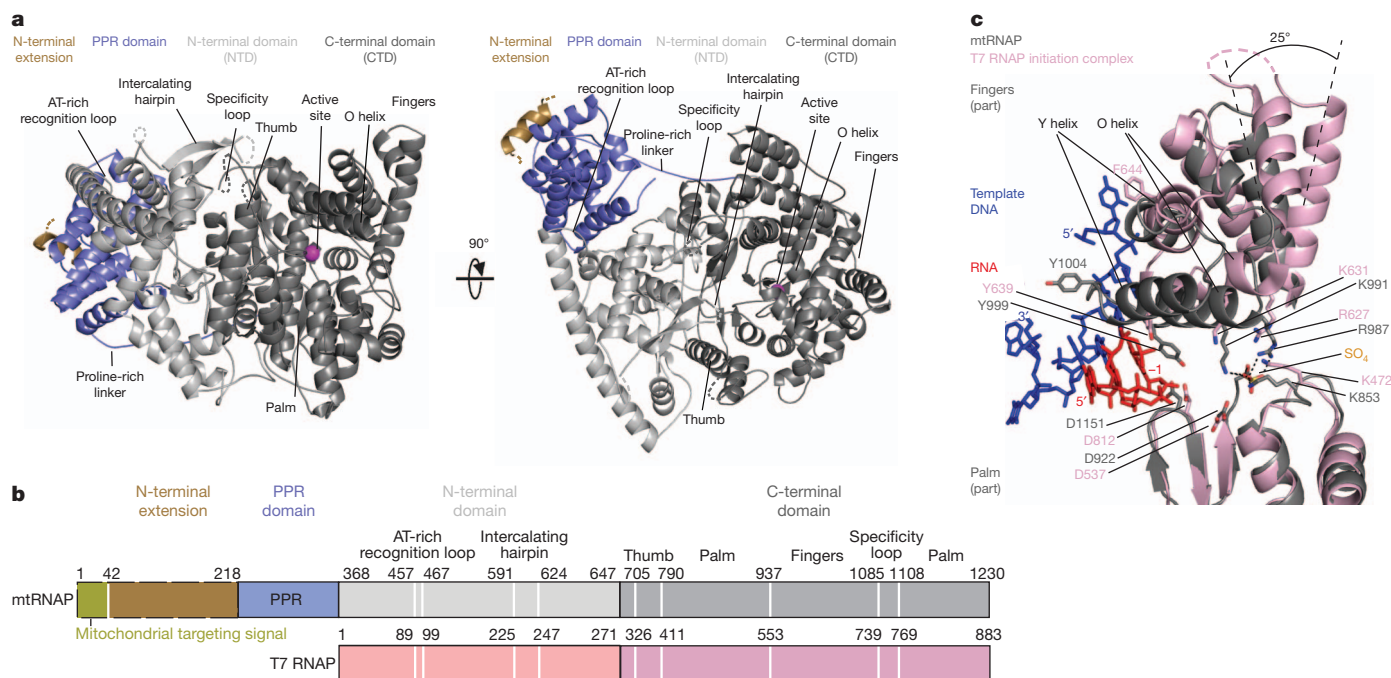 a
N-terminal extension
PPR domain
N-terminal domain (NTD)
C-terminal domain (CTD)
AT-rich recognition loop
Intercalating hairpin
Specificity loop
Thumb
Active site
O helix
Fingers
Proline-rich linker
Palm
90°
N-terminal extension
PPR domain
N-terminal domain (NTD)
C-terminal domain (CTD)
AT-rich recognition loop
Proline-rich linker
Specificity loop
Intercalating hairpin
Active site
O helix
Fingers
Thumb
b
N-terminal extension
PPR domain
N-terminal domain
C-terminal domain
AT-rich recognition loop
Intercalating hairpin
Thumb
Palm
Fingers
Specificity loop
Palm
1 42 218 368 457 467 591 624 647 705 790 937 1085 1108 1230
mtRNAP
PPR
Mitochondrial targeting signal
1 89 99 225 247 271 326 411 553 739 769 883
T7 RNAP
c
mtRNAP
T7 RNAP initiation complex
25°
Fingers (part)
Y helix
O helix
F644
Template DNA
5′
Y1004
RNA
Y639
Y999
3′
K631
K991
R627
R987
SO4
K472
K853
–1
5′
D1151
D812
D922
D537
Palm (part)